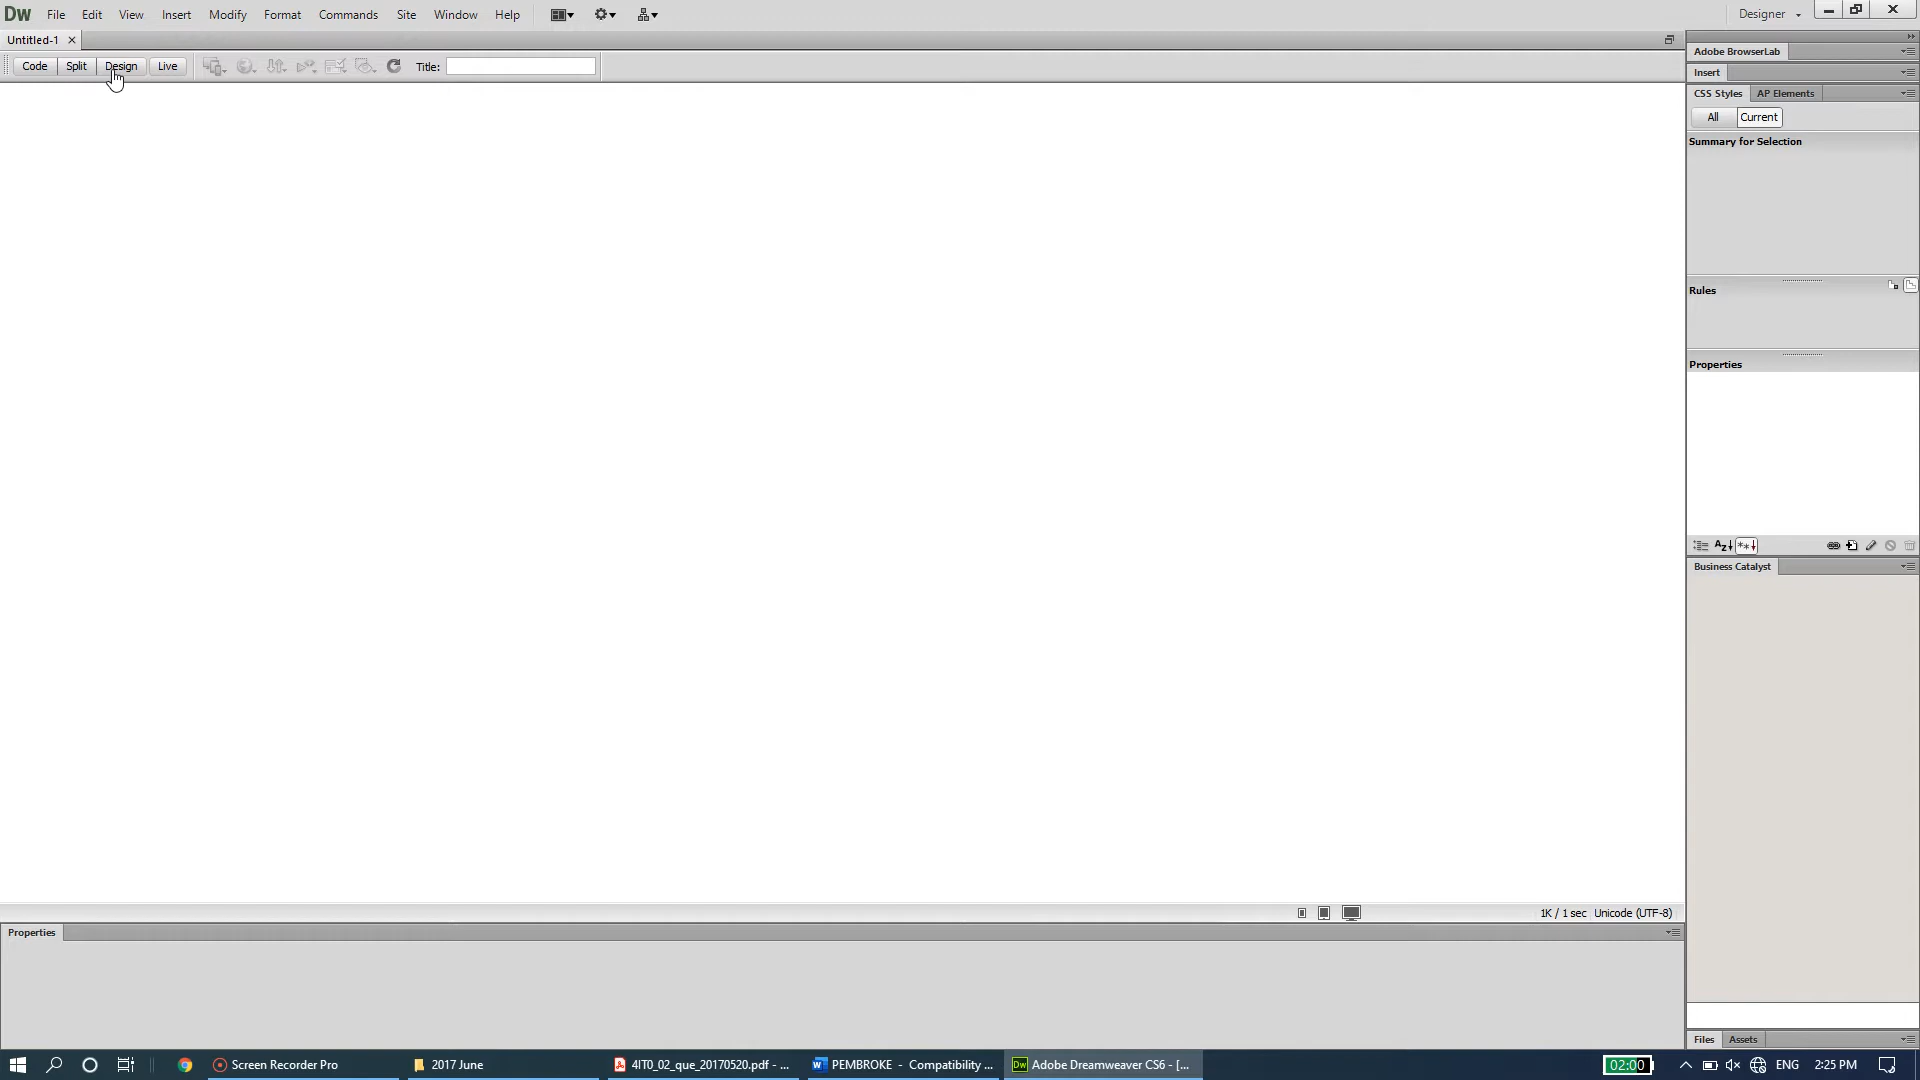 Dw File Edit View Insert Modify Format Commands Site Window Help Designer
Untitled-1
Code Split Design Live Title:
Adobe BrowserLab
Insert
CSS Styles AP Elements
All Current
Summary for Selection
Rules
Properties
Business Catalyst
1K / 1 sec Unicode (UTF-8)
Properties
Files Assets
Screen Recorder Pro 2017 June 4IT0_02_que_20170520.pdf - ... PEMBROKE - Compatibility ... Dw Adobe Dreamweaver CS6 - [... 02:00 ENG 2:25 PM